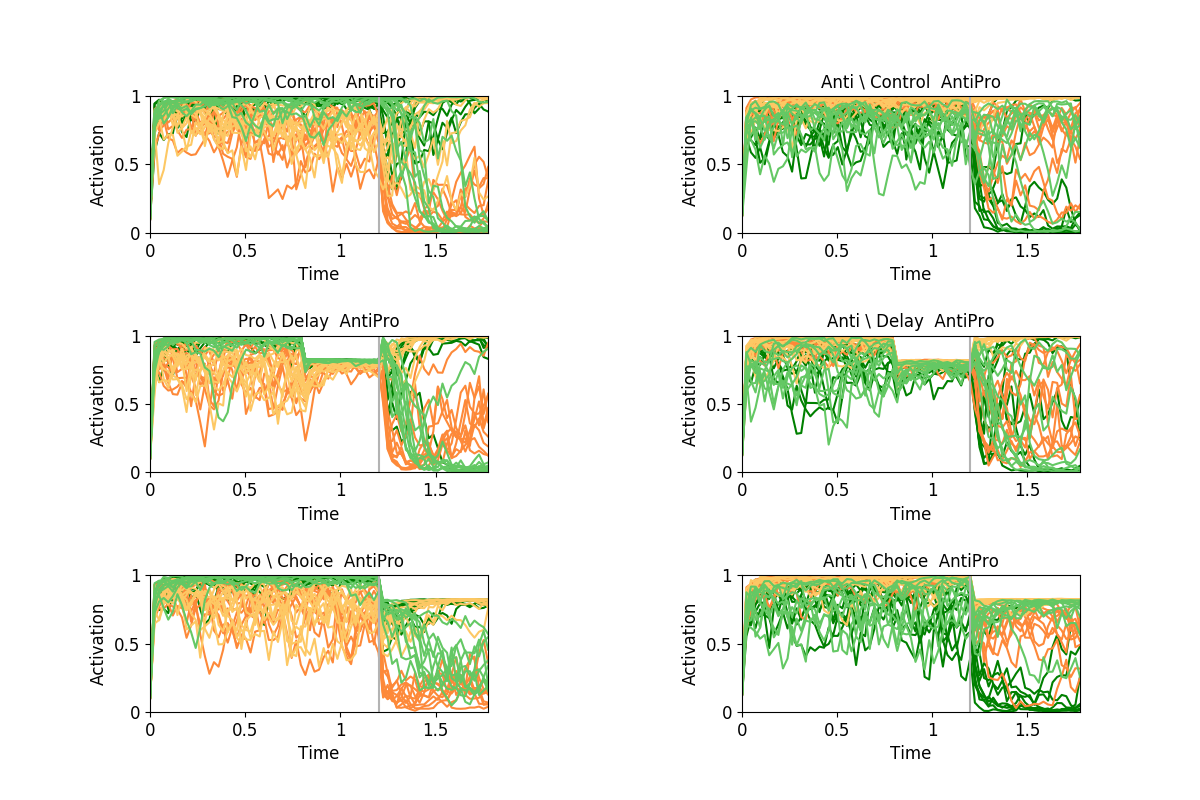 Pro \ Control  AntiPro
Anti \ Control  AntiPro
1
0.5
0
Activation
0
0.5
1
1.5
Time
1
0.5
0
Activation
0
0.5
1
1.5
Time
Pro \ Delay  AntiPro
Anti \ Delay  AntiPro
1
0.5
0
Activation
0
0.5
1
1.5
Time
1
0.5
0
Activation
0
0.5
1
1.5
Time
Pro \ Choice  AntiPro
Anti \ Choice  AntiPro
1
0.5
0
Activation
0
0.5
1
1.5
Time
1
0.5
0
Activation
0
0.5
1
1.5
Time